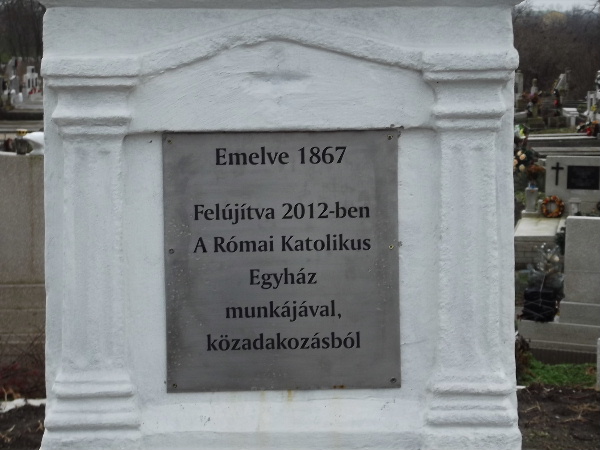 Emelve 1867
Felújítva 2012-ben
A Római Katolikus
Egyház
munkájával,
közadakozásból